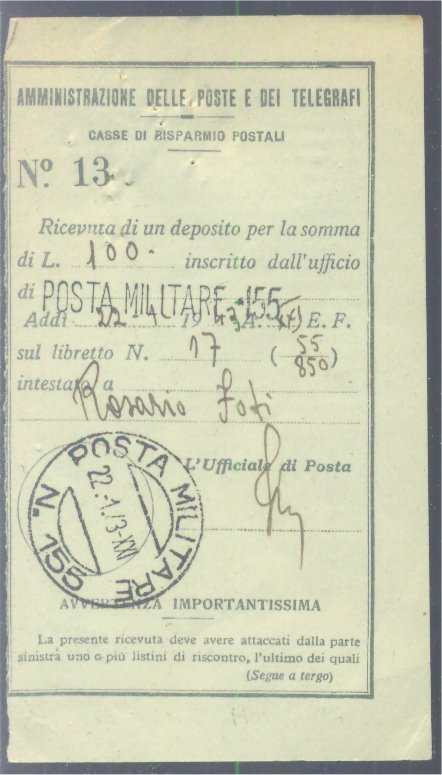 AMMINISTRAZIONE DELLE POSTE E DEI TELEGRAFI
CASSE DI RISPARMIO POSTALI
Nº 13
Ricevuta di un deposito per la somma
di L. 100.- inscritto dall'ufficio
di POSTA MILITARE 155
Addì 22 1 1943 A. E. F.
sul libretto N. 17 (55/850)
intestato a
Rosario Foti
L'Ufficiale di Posta
POSTA MILITARE N. 155
22.-1.43-XXI
AVVERTENZA IMPORTANTISSIMA
La presente ricevuta deve avere attaccati dalla parte
sinistra uno o più listini di riscontro, l'ultimo dei quali
(Segue a tergo)